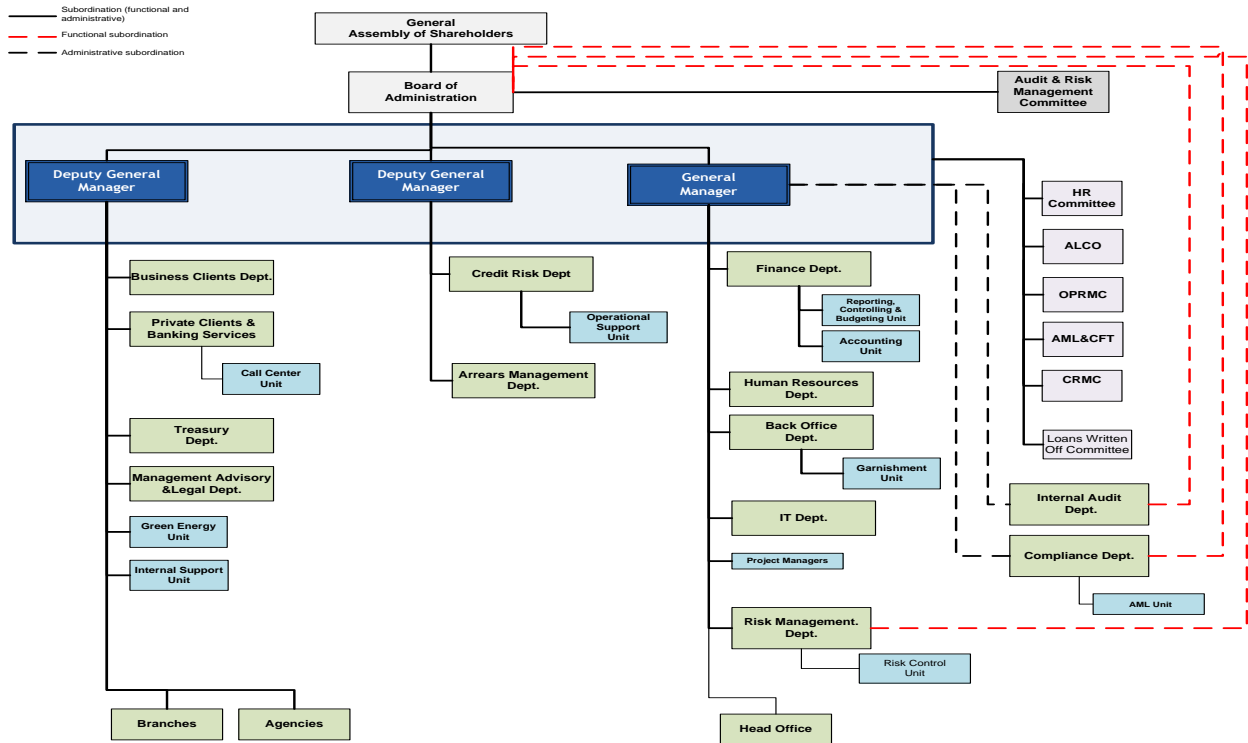 Subordination (functional and
administrative)
Functional subordination
Administrative subordination
General
Assembly of Shareholders
Board of
Administration
Audit & Risk
Management
Committee
Deputy General
Manager
Deputy General
Manager
General
Manager
HR
Committee
ALCO
OPRMC
AML&CFT
CRMC
Loans Written
Off Committee
Business Clients Dept.
Private Clients &
Banking Services
Call Center
Unit
Treasury
Dept.
Management Advisory
&Legal Dept.
Green Energy
Unit
Internal Support
Unit
Branches
Agencies
Credit Risk Dept
Operational
Support
Unit
Arrears Management
Dept.
Finance Dept.
Reporting,
Controlling &
Budgeting Unit
Accounting
Unit
Human Resources
Dept.
Back Office
Dept.
Garnishment
Unit
IT Dept.
Project Managers
Risk Management.
Dept.
Risk Control
Unit
Head Office
Internal Audit
Dept.
Compliance Dept.
AML Unit